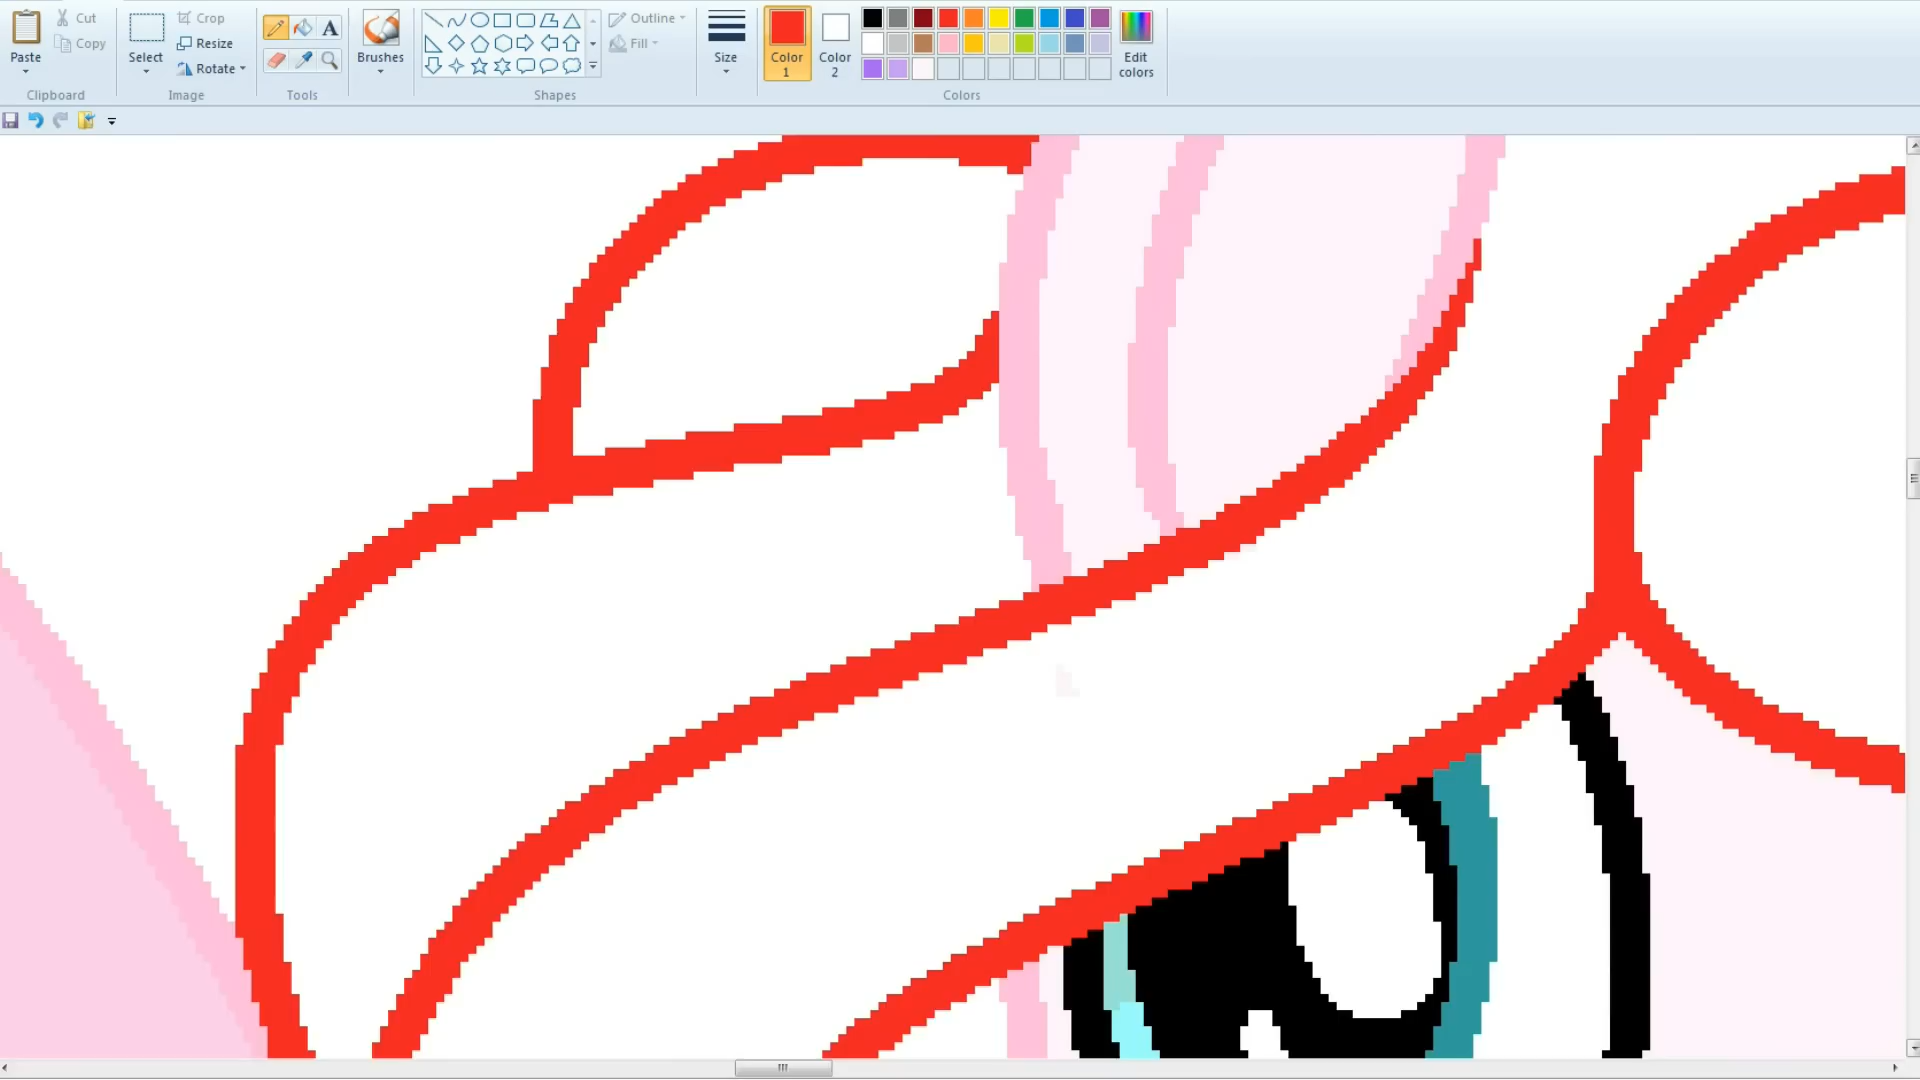 Cut
Crop
Copy
Resize
Rotate
Paste
Select
A
Brushes
Outline
Fill
Size
Color
1
Color
2
Edit
colors
Clipboard
Image
Tools
Shapes
Colors